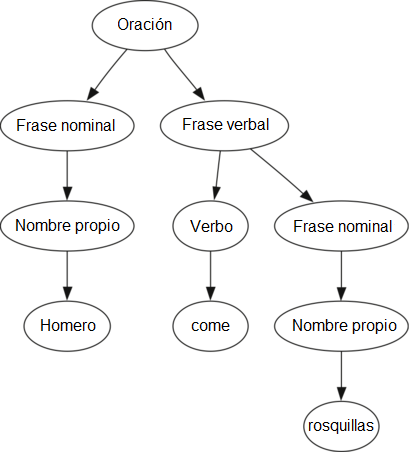 Oración
Frase nominal
Frase verbal
Nombre propio
Verbo
Frase nominal
Homero
come
Nombre propio
rosquillas